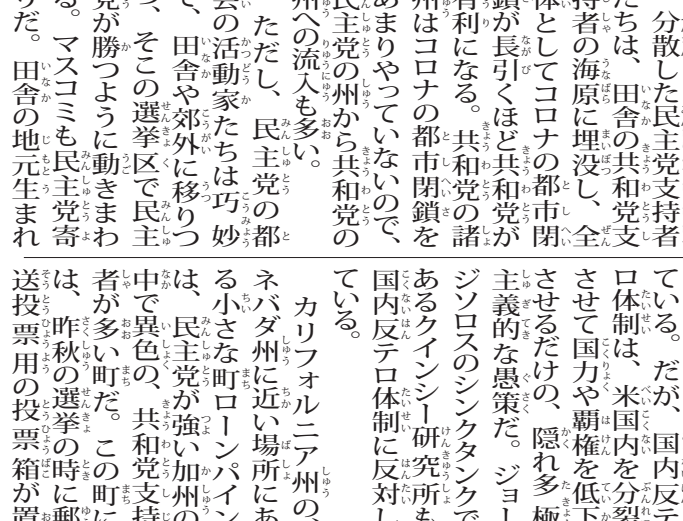 分散した民主党支持者
たちは、田舎の共和党支
持者の海原に埋没し、全
体としてコロナの都市閉
鎖が長引くほど共和党が
有利になる。共和党の諸
州はコロナの都市閉鎖を
あまりやっていないので、
民主党の州から共和党の
州への流入も多い。
ただし、民主党の都
会の活動家たちは巧妙
で、田舎や郊外に移りつ
つ、そこの選挙区で民主
党が勝つように動きまわ
る。マスコミも民主党寄
りだ。田舎の地元生まれ
ている。だが、国内反テ
ロ体制は、米国内を分裂
させて国力や覇権を低下
させるだけの、隠れ多極
主義的な愚策だ。ジョー
ジソロスのシンクタンクで
あるクインシー研究所も
国内反テロ体制に反対し
ている。
カリフォルニア州の、
ネバダ州に近い場所にあ
る小さな町ローンパイン
は、民主党が強い加州の
中で異色の、共和党支持
者が多い町だ。この町に
は、昨秋の選挙の時に郵
送投票用の投票箱が置